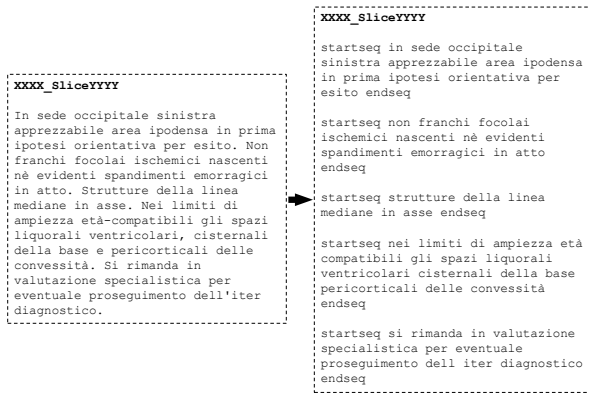 XXXX_SliceYYYY
In sede occipitale sinistra
apprezzabile area ipodensa in prima
ipotesi orientativa per esito. Non
franchi focolai ischemici nascenti
nè evidenti spandimenti emorragici
in atto. Strutture della linea
mediane in asse. Nei limiti di
ampiezza età-compatibili gli spazi
liquorali ventricolari, cisternali
della base e pericorticali delle
convessità. Si rimanda in
valutazione specialistica per
eventuale proseguimento dell'iter
diagnostico.
XXXX_SliceYYYY
startseq in sede occipitale
sinistra apprezzabile area ipodensa
in prima ipotesi orientativa per
esito endseq
startseq non franchi focolai
ischemici nascenti nè evidenti
spandimenti emorragici in atto
endseq
startseq strutture della linea
mediane in asse endseq
startseq nei limiti di ampiezza età
compatibili gli spazi liquorali
ventricolari cisternali della base
pericorticali delle convessità
endseq
startseq si rimanda in valutazione
specialistica per eventuale
proseguimento dell iter diagnostico
endseq